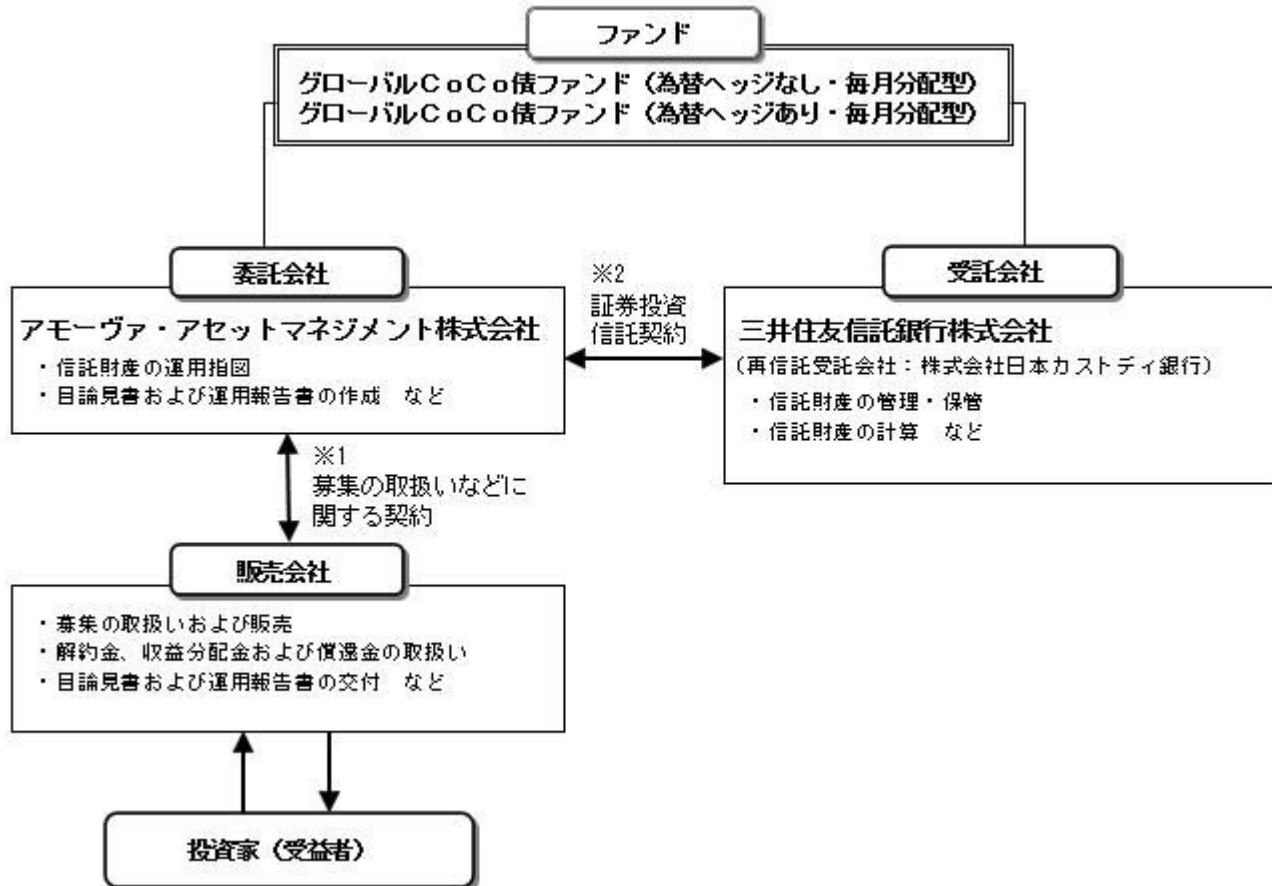 ファンド
グローバルCoCo債ファンド（為替ヘッジなし・毎月分配型）
グローバルCoCo債ファンド（為替ヘッジあり・毎月分配型）
委託会社
アモーヴァ・アセットマネジメント株式会社
・信託財産の運用指図
・目論見書および運用報告書の作成　など
※2
証券投資
信託契約
受託会社
三井住友信託銀行株式会社
（再信託受託会社：株式会社日本カストディ銀行）
・信託財産の管理・保管
・信託財産の計算　など
※1
募集の取扱いなどに
関する契約
販売会社
・募集の取扱いおよび販売
・解約金、収益分配金および償還金の取扱い
・目論見書および運用報告書の交付　など
投資家（受益者）